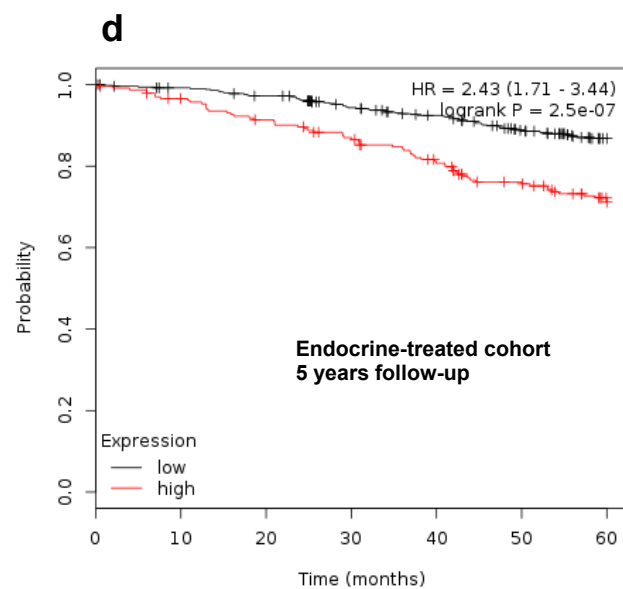 d
HR = 2.43 (1.71 - 3.44)
logrank P = 2.5e-07
Probability
1.0
0.8
0.6
0.4
0.2
0.0
Endocrine-treated cohort
5 years follow-up
Expression
low
high
0 10 20 30 40 50 60
Time (months)